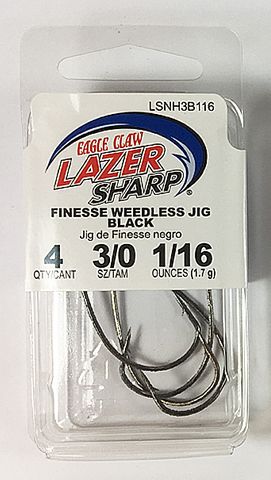 LSNH3B116
EAGLE CLAW
LAZER
SHARP®
FINESSE WEEDLESS JIG
BLACK
Jig de Finesse negro
4 3/0 1/16
QTY/CANT SZ/TAM OUNCES (1.7 g)